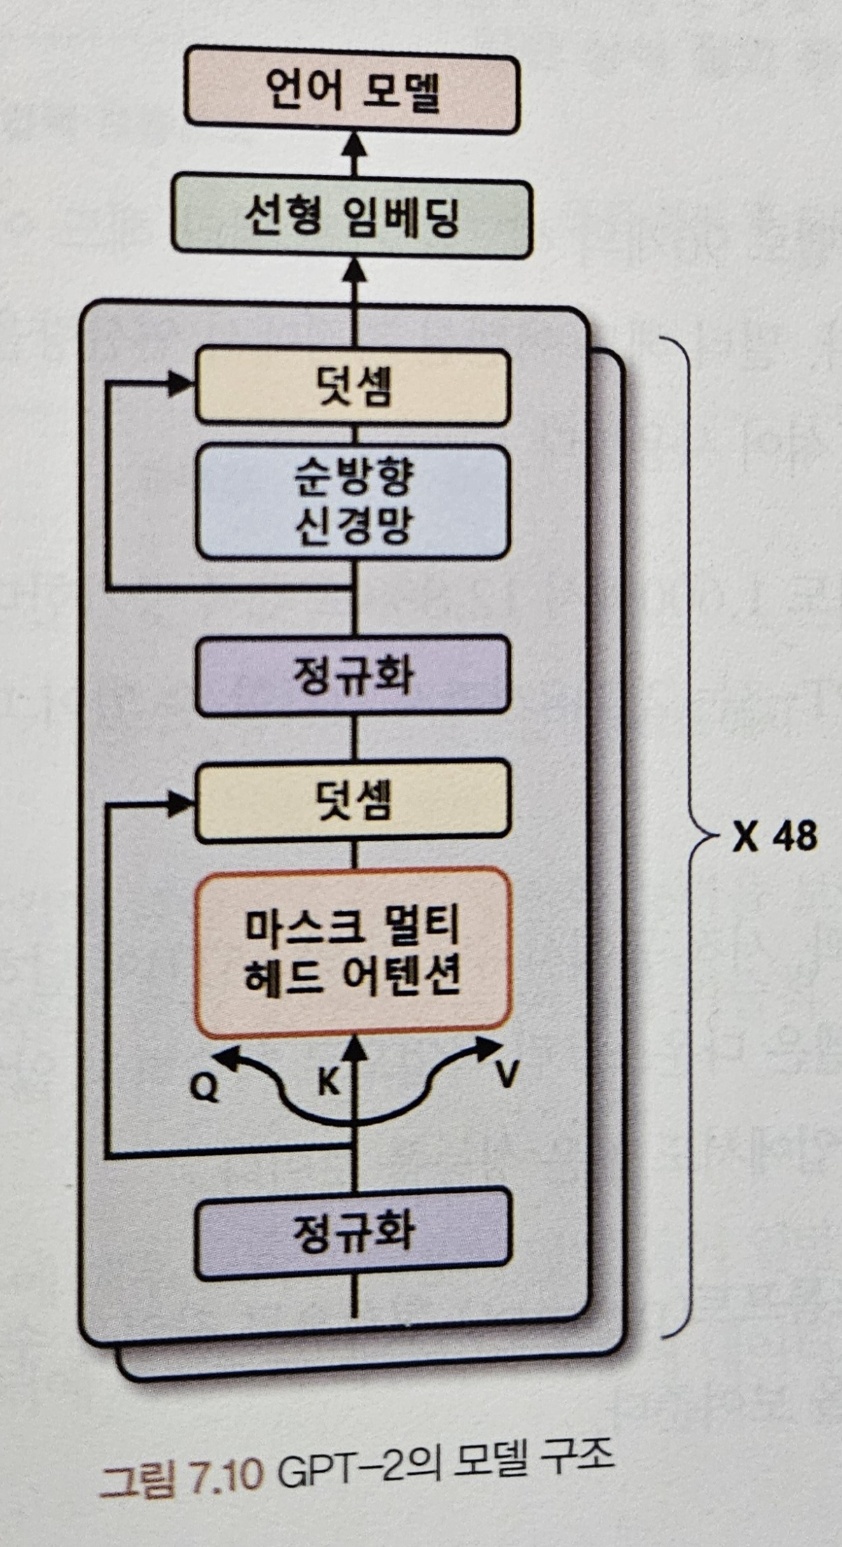 언어 모델
선형 임베딩
덧셈
순방향
신경망
정규화
덧셈
X 48
마스크 멀티
헤드 어텐션
Q K V
정규화
그림 7.10 GPT-2의 모델 구조